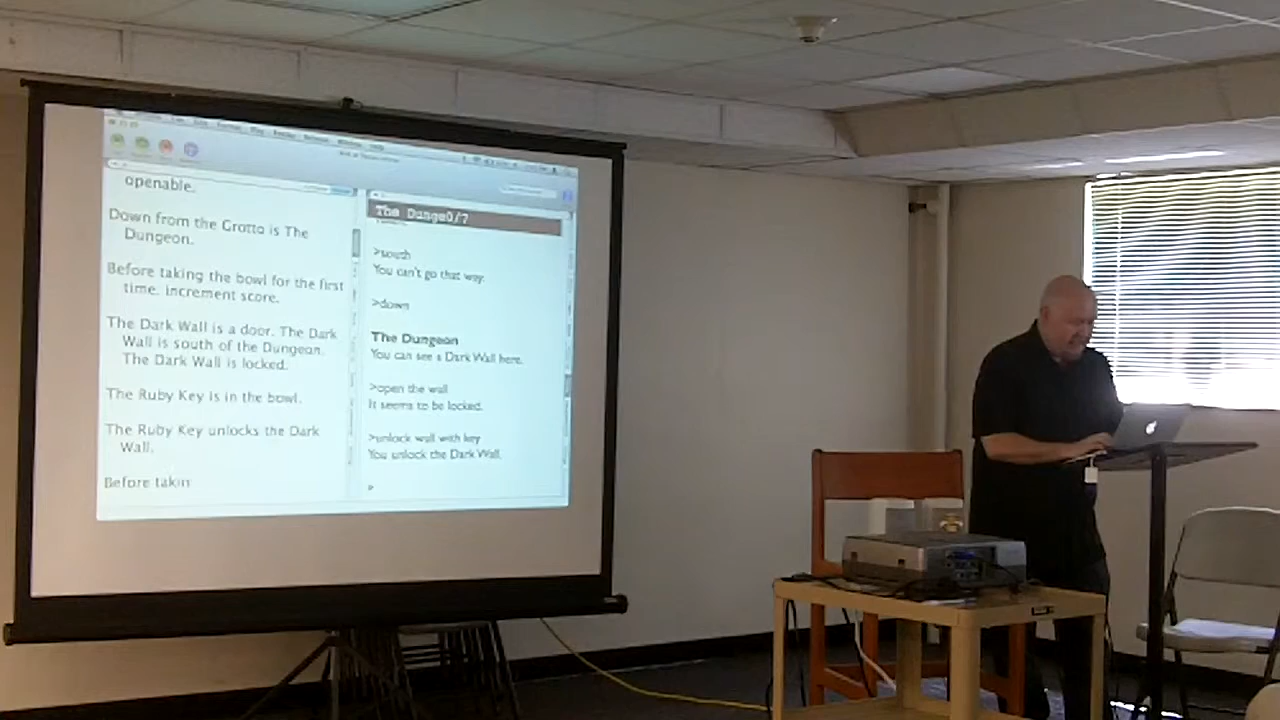 openable.
Down from the Grotto is The
Dungeon.
Before taking the bowl for the first
time, increment score.
The Dark Wall is a door. The Dark
Wall is south of the Dungeon.
The Dark Wall is locked.
The Ruby Key is in the bowl.
The Ruby Key unlocks the Dark
Wall.
Before takin
The Dunge0/7
>south
You can't go that way.
>down
The Dungeon
You can see a Dark Wall here.
>open the wall
It seems to be locked.
>unlock wall with key
You unlock the Dark Wall.
>